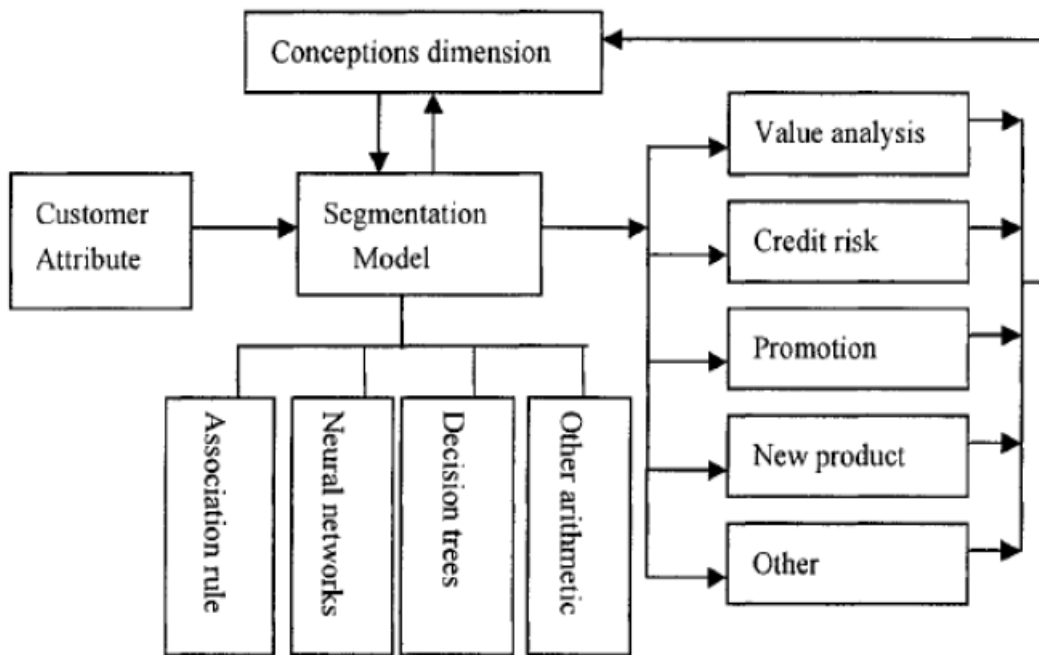 Conceptions dimension
Customer
Attribute
Segmentation
Model
Value analysis
Credit risk
Promotion
New product
Other
Association rule
Neural networks
Decision trees
Other arithmetic